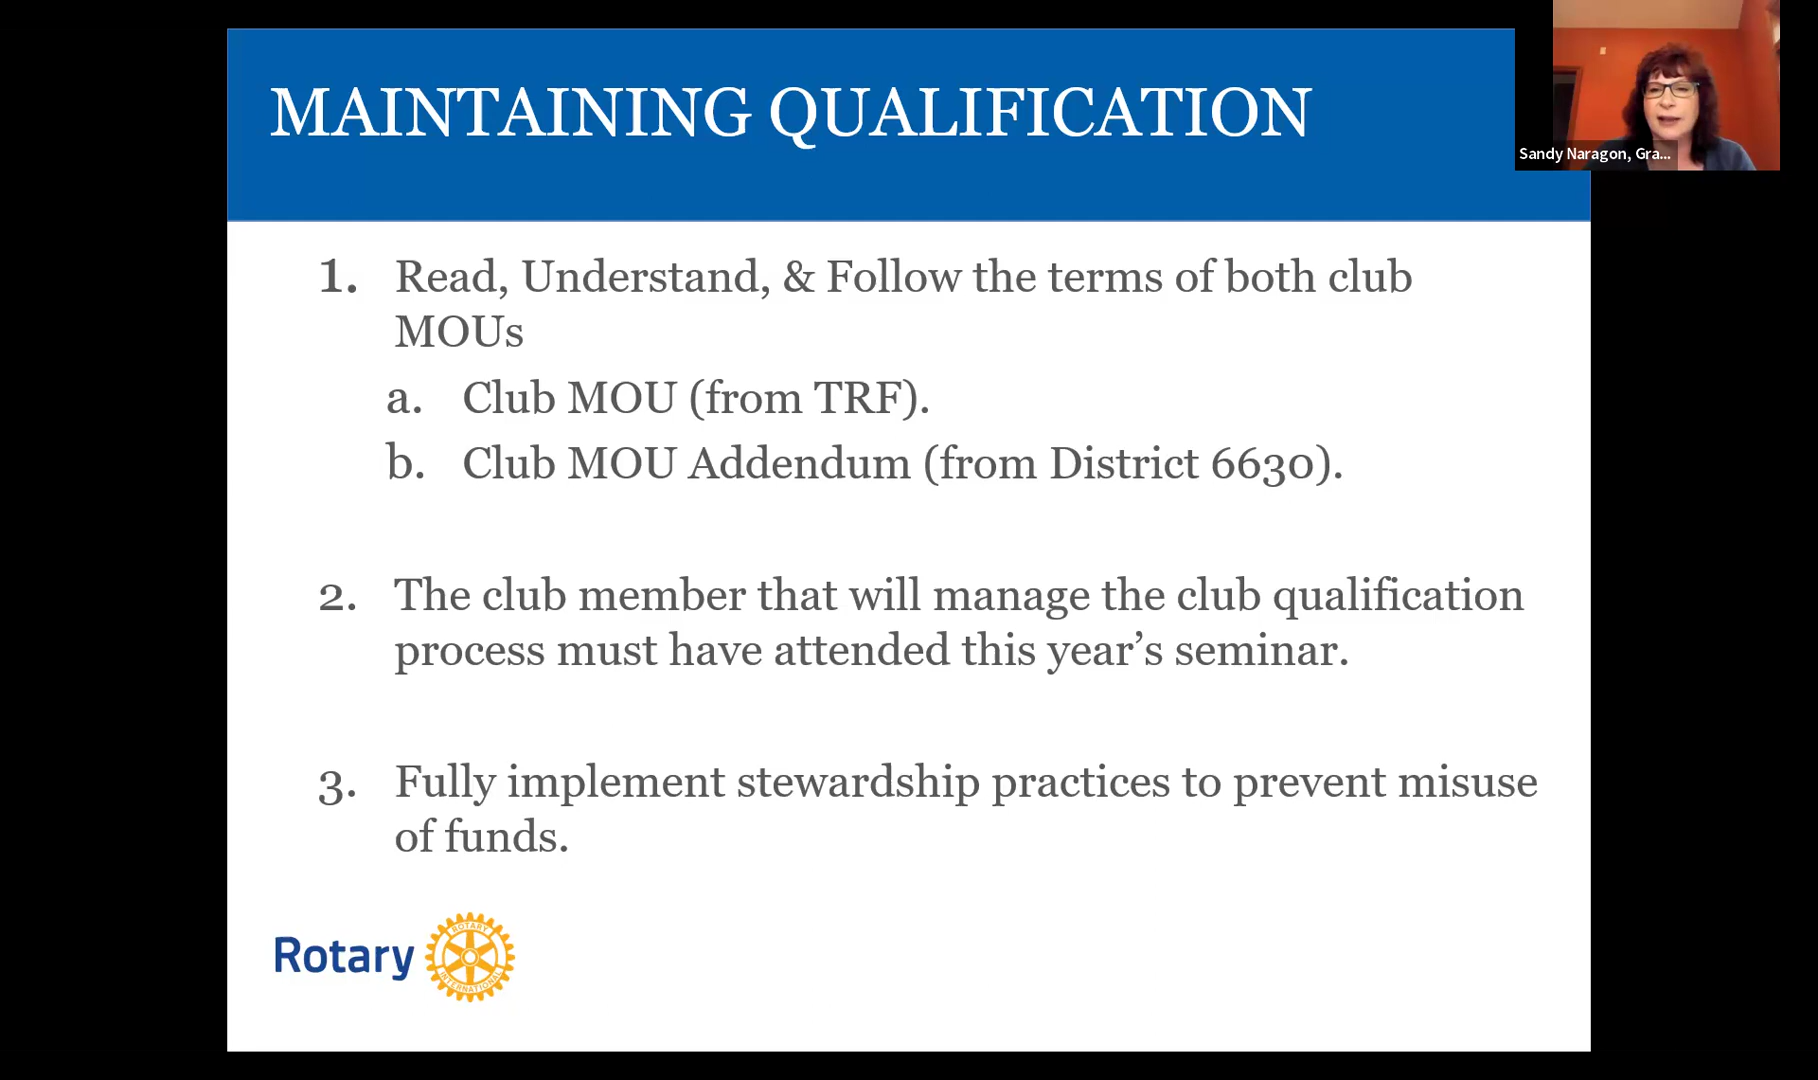 MAINTAINING QUALIFICATION
Sandy Naragon, Gra...
1. Read, Understand, & Follow the terms of both club
MOUs
a. Club MOU (from TRF).
b. Club MOU Addendum (from District 6630).
2. The club member that will manage the club qualification
process must have attended this year’s seminar.
3. Fully implement stewardship practices to prevent misuse
of funds.
Rotary
ROTARY
INTERNATIONAL